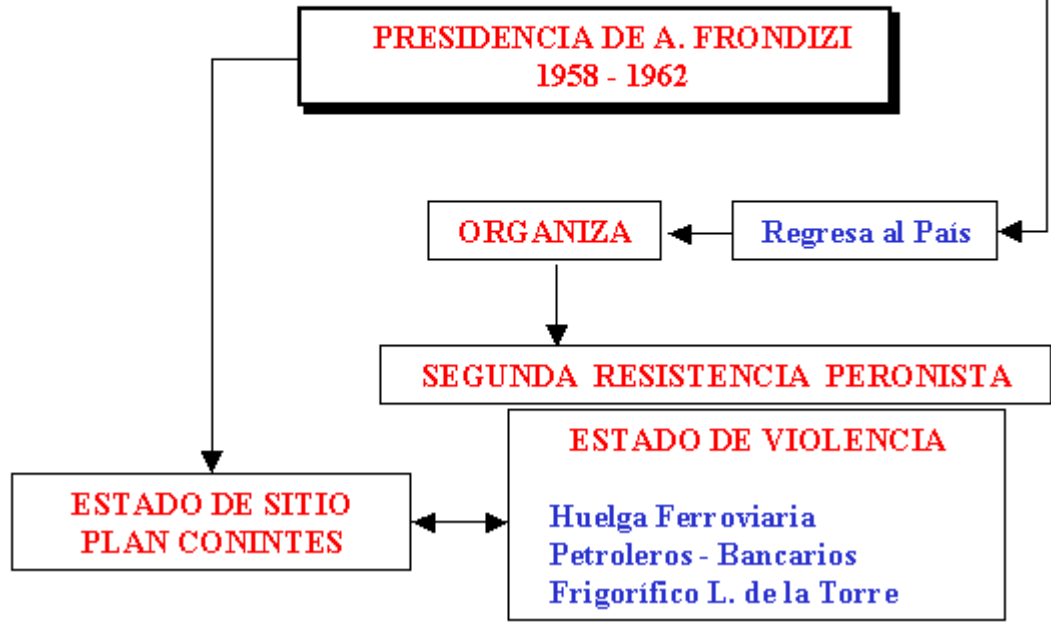 PRESIDENCIA DE A. FRONDIZI
1958 - 1962
ORGANIZA
Regresa al País
SEGUNDA RESISTENCIA PERONISTA
ESTADO DE VIOLENCIA
Huelga Ferroviaria
Petroleros - Bancarios
Frigorífico L. de la Torre
ESTADO DE SITIO
PLAN CONINTES